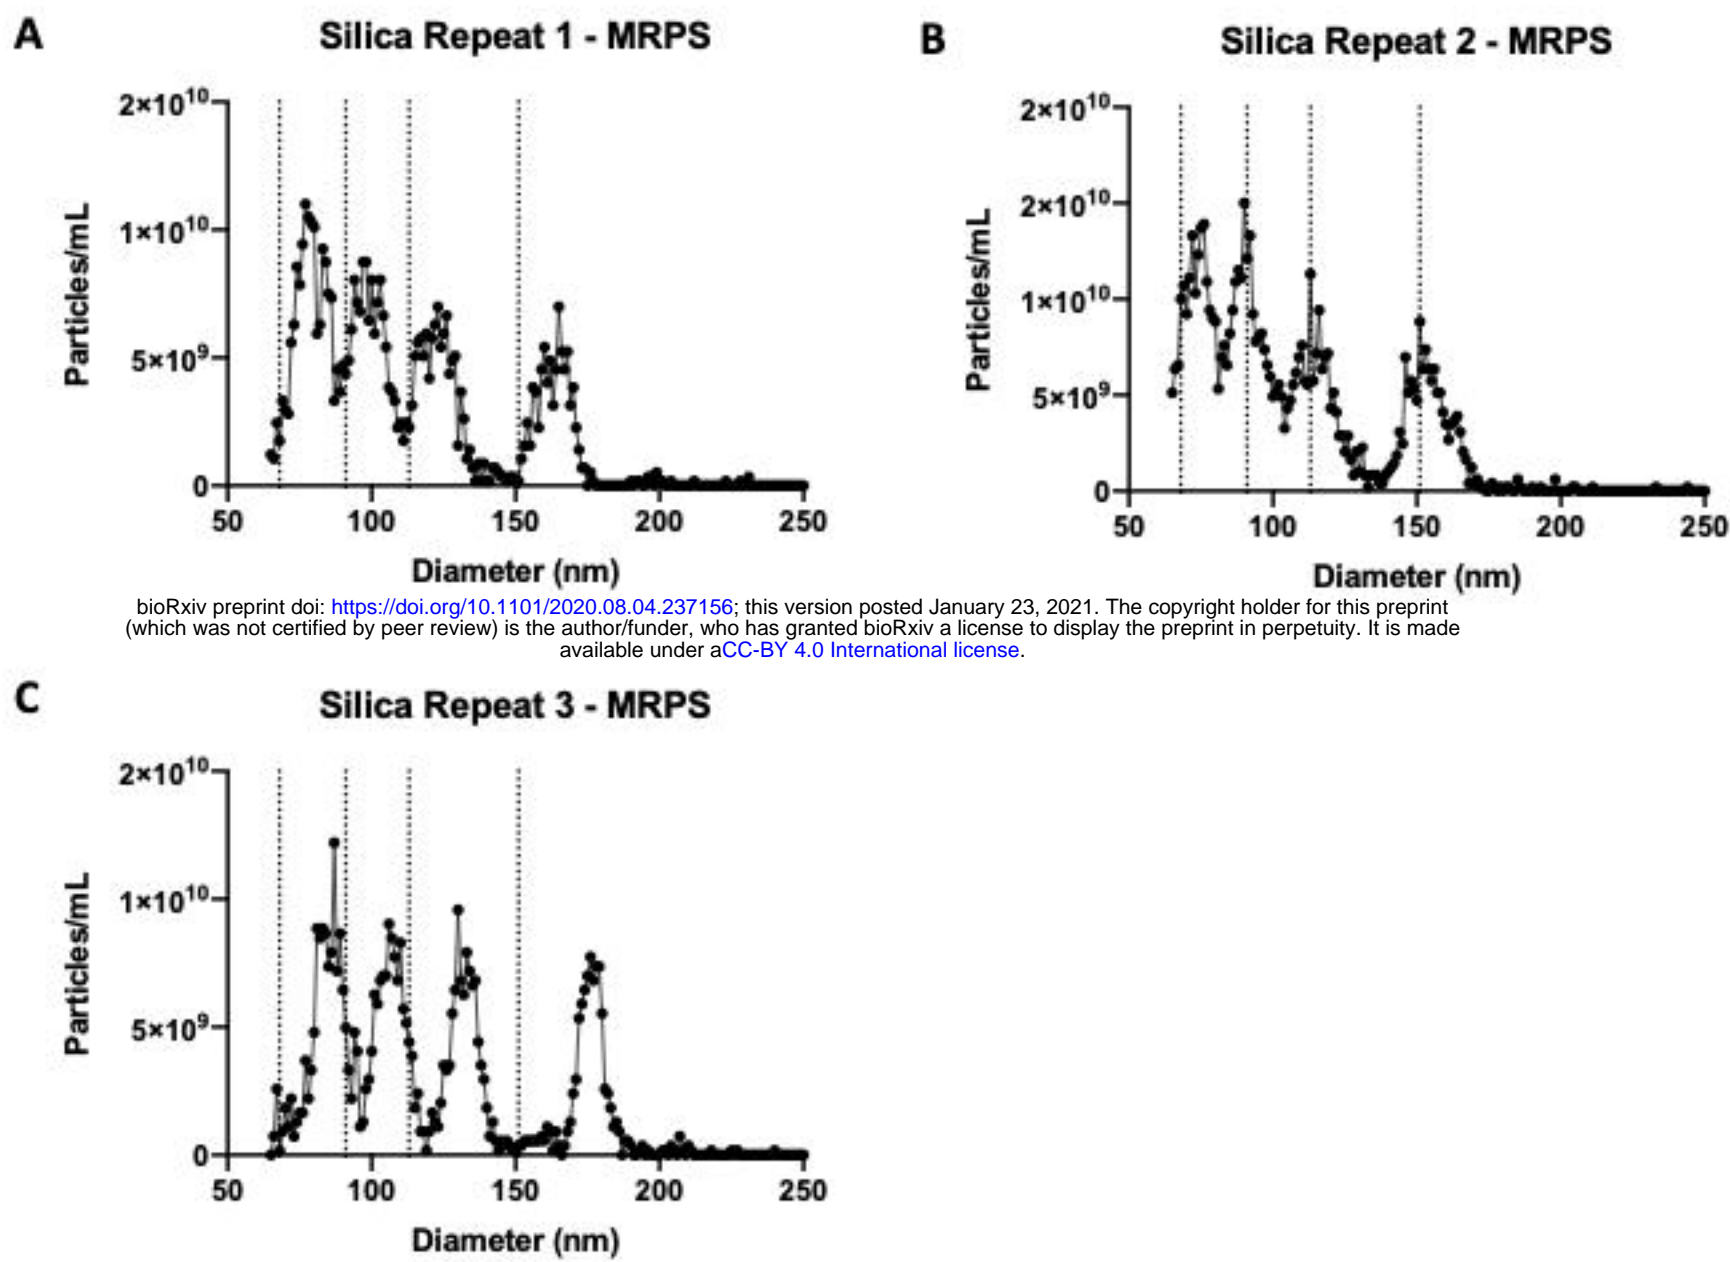 A
Silica Repeat 1 - MRPS
2×10¹⁰
1×10¹⁰
5×10⁹
0
Particles/mL
50 100 150 200 250
Diameter (nm)
B
Silica Repeat 2 - MRPS
2×10¹⁰
2×10¹⁰
1×10¹⁰
5×10⁹
0
Particles/mL
50 100 150 200 250
Diameter (nm)
bioRxiv preprint doi: https://doi.org/10.1101/2020.08.04.237156; this version posted January 23, 2021. The copyright holder for this preprint
(which was not certified by peer review) is the author/funder, who has granted bioRxiv a license to display the preprint in perpetuity. It is made
available under aCC-BY 4.0 International license.
C
Silica Repeat 3 - MRPS
2×10¹⁰
1×10¹⁰
5×10⁹
0
Particles/mL
50 100 150 200 250
Diameter (nm)